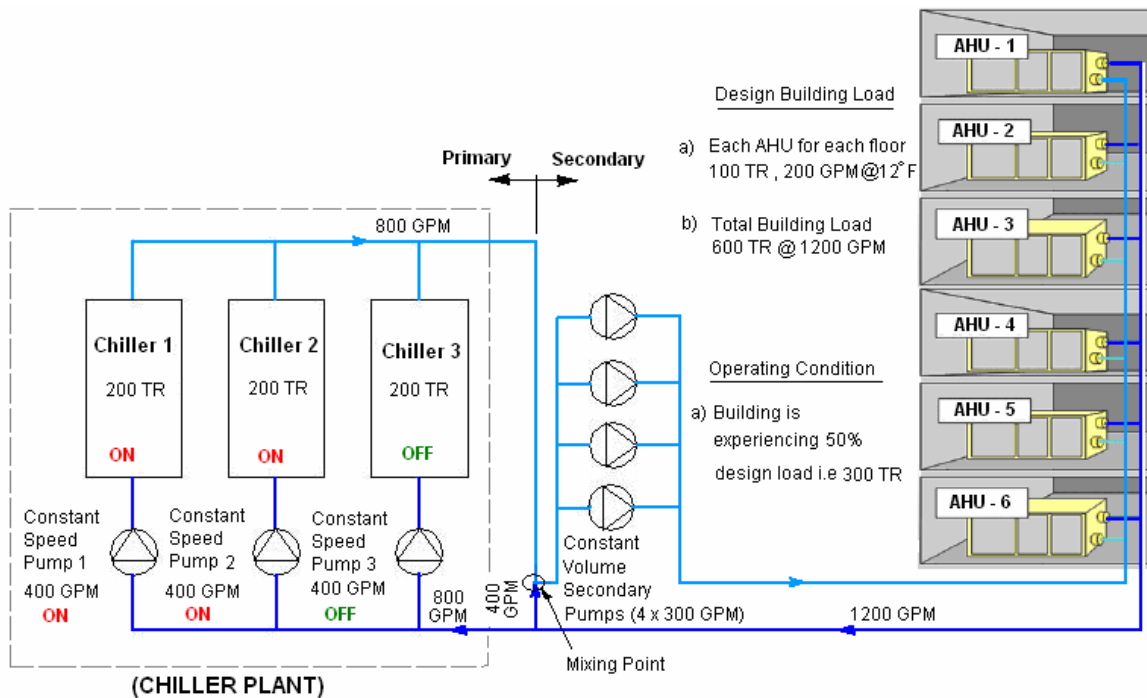 AHU - 1
Design Building Load
AHU - 2
a) Each AHU for each floor
100 TR , 200 GPM @12°F
Primary
Secondary
b) Total Building Load
600 TR @ 1200 GPM
AHU - 3
800 GPM
Chiller 1
200 TR
ON
Chiller 2
200 TR
ON
Chiller 3
200 TR
OFF
AHU - 4
Operating Condition
a) Building is
experiencing 50%
design load i.e 300 TR
AHU - 5
AHU - 6
Constant
Speed
Pump 1
400 GPM
ON
Constant
Speed
Pump 2
400 GPM
ON
Constant
Speed
Pump 3
400 GPM
OFF
800
GPM
400
GPM
Constant
Volume
Secondary
Pumps (4 x 300 GPM)
1200 GPM
Mixing Point
(CHILLER PLANT)